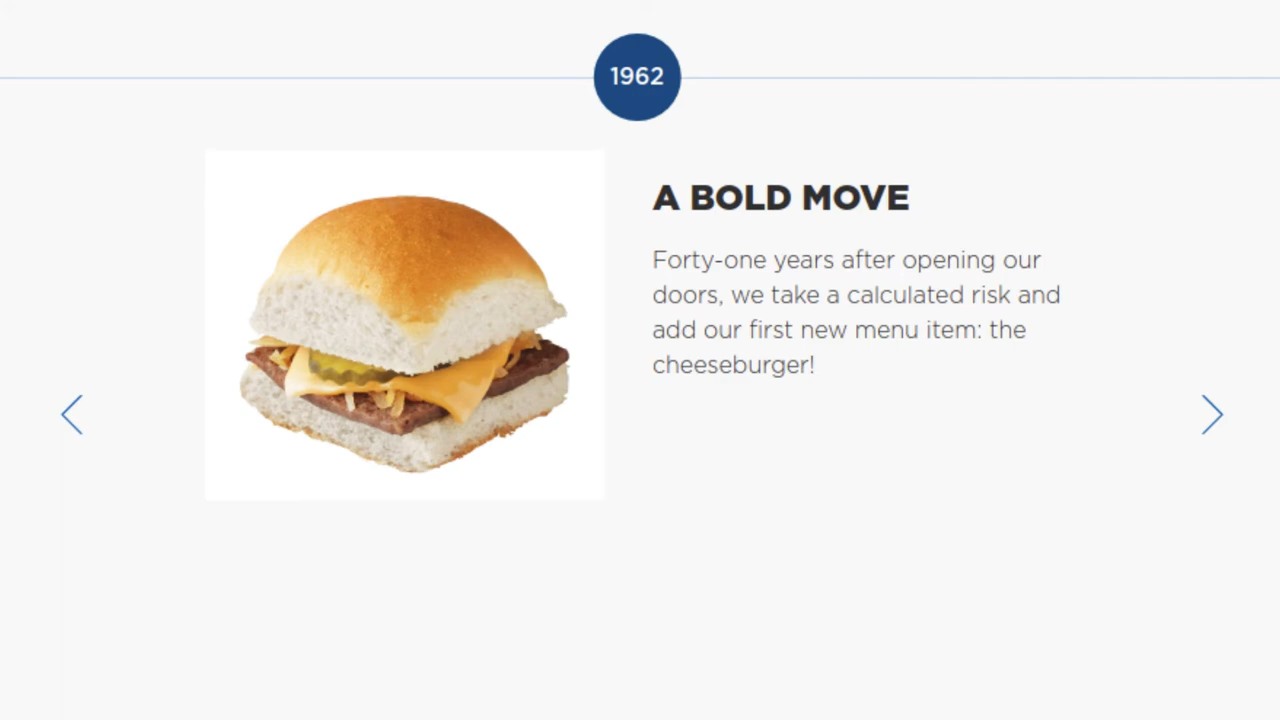 1962
A BOLD MOVE
Forty-one years after opening our
doors, we take a calculated risk and
add our first new menu item: the
cheeseburger!